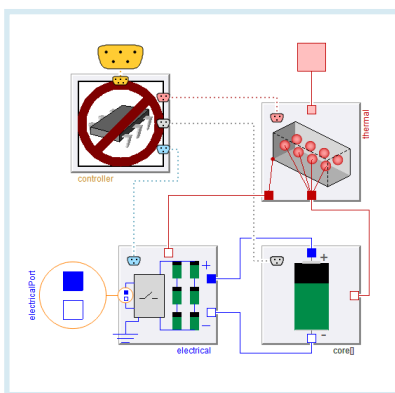 thermal
controller
electricalPort
+
−
electrical
+
-
core[]